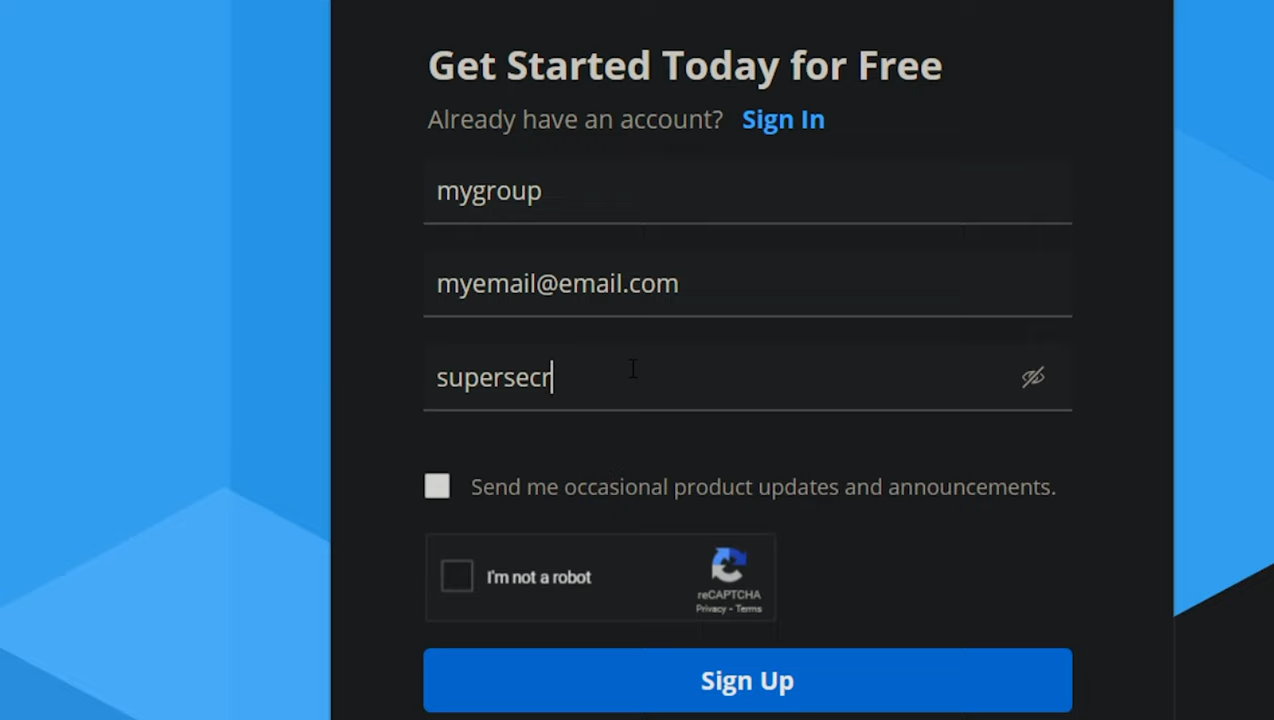 Get Started Today for Free
Already have an account? Sign In
mygroup
myemail@email.com
supersecr
Send me occasional product updates and announcements.
I'm not a robot
reCAPTCHA
Privacy - Terms
Sign Up